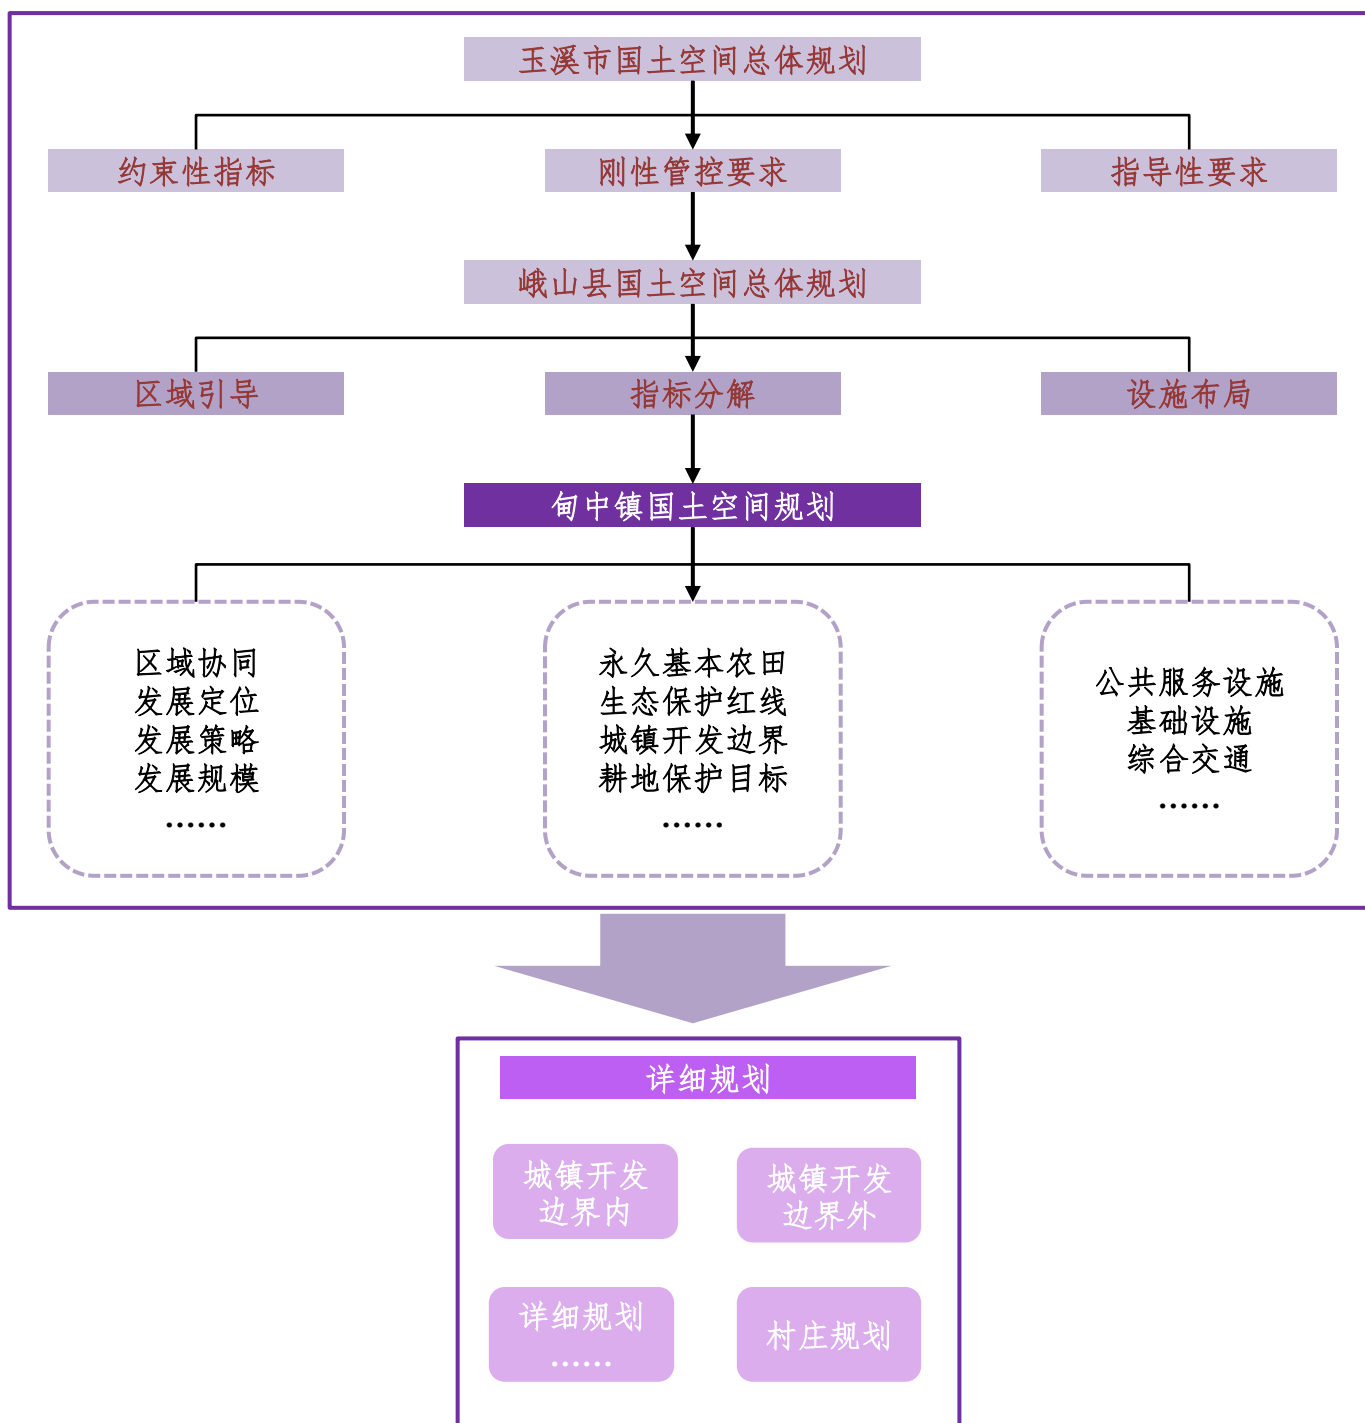 玉溪市国土空间总体规划
约束性指标
刚性管控要求
指导性要求
峨山县国土空间总体规划
区域引导
指标分解
设施布局
甸中镇国土空间规划
区域协同
发展定位
发展策略
发展规模
......
永久基本农田
生态保护红线
城镇开发边界
耕地保护目标
......
公共服务设施
基础设施
综合交通
......
详细规划
城镇开发
边界内
城镇开发
边界外
详细规划
......
村庄规划